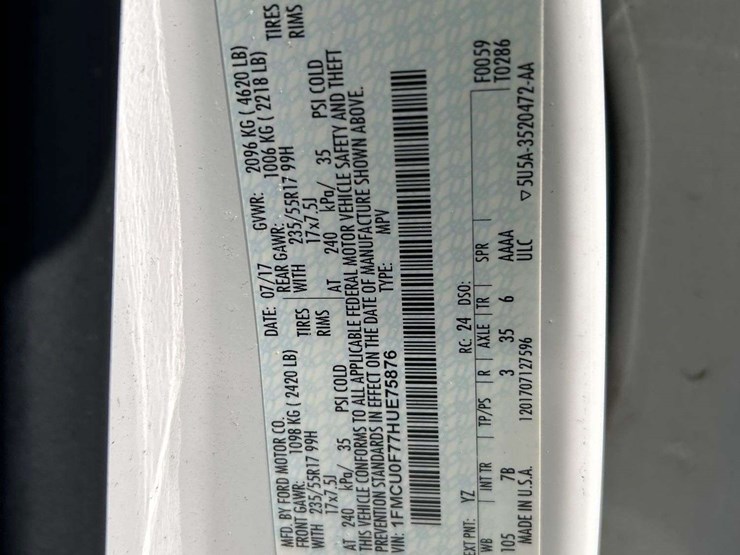 MFD. BY FORD MOTOR CO. DATE: 07/17 GVWR: 2096 KG ( 4620 LB)
FRONT GAWR: 1098 KG ( 2420 LB) REAR GAWR: 1006 KG ( 2218 LB)
WITH 235/55R17 99H TIRES WITH 235/55R17 99H TIRES
17x7.5J RIMS 17x7.5J RIMS
AT 240 kPa/ 35 PSI COLD AT 240 kPa/ 35 PSI COLD
THIS VEHICLE CONFORMS TO ALL APPLICABLE FEDERAL MOTOR VEHICLE SAFETY AND THEFT
PREVENTION STANDARDS IN EFFECT ON THE DATE OF MANUFACTURE SHOWN ABOVE.
VIN: 1FMCU0F77HUE75876 TYPE: MPV
EXT PNT: YZ RC: 24 DSO: F0059
WB INT TR TP/PS R AXLE TR SPR T0286
105 7B 3 35 6 AAAA
MADE IN U.S.A. 1201707127596 ULC ▽5U5A-3520472-AA